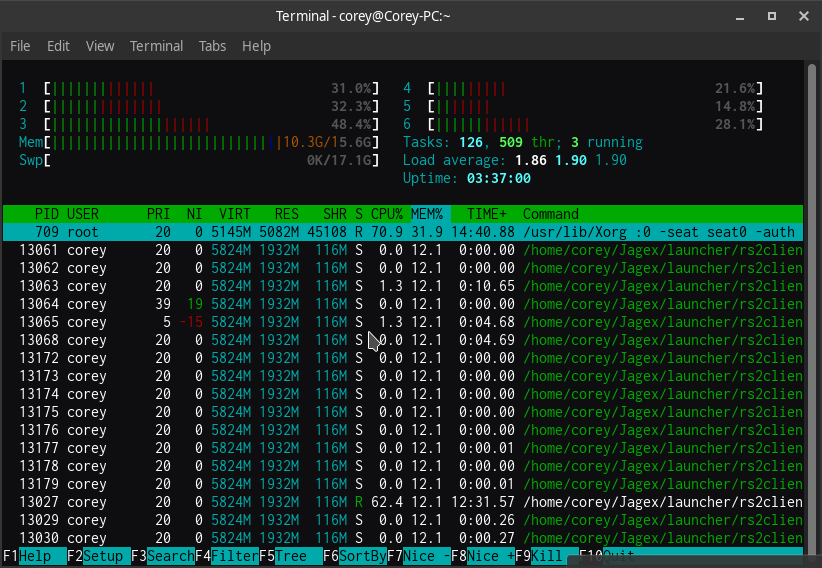 Terminal - corey@Corey-PC:~
File Edit View Terminal Tabs Help
1 [||||||||||||||| 31.0%] 4 [||||||||||| 21.6%]
2 [|||||||||||||||| 32.3%] 5 [|||||||| 14.8%]
3 [||||||||||||||||||||||| 48.4%] 6 [|||||||||||||| 28.1%]
Mem[||||||||||||||||||||||||||||||10.3G/15.6G] Tasks: 126, 509 thr; 3 running
Swp[ 0K/17.1G] Load average: 1.86 1.90 1.90
Uptime: 03:37:00
PID USER PRI NI VIRT RES SHR S CPU% MEM% TIME+ Command
709 root 20 0 5145M 5082M 45108 R 70.9 31.9 14:40.88 /usr/lib/Xorg :0 -seat seat0 -auth
13061 corey 20 0 5824M 1932M 116M S 0.0 12.1 0:00.00 /home/corey/Jagex/launcher/rs2clien
13062 corey 20 0 5824M 1932M 116M S 0.0 12.1 0:00.00 /home/corey/Jagex/launcher/rs2clien
13063 corey 20 0 5824M 1932M 116M S 1.3 12.1 0:10.65 /home/corey/Jagex/launcher/rs2clien
13064 corey 39 19 5824M 1932M 116M S 0.0 12.1 0:00.00 /home/corey/Jagex/launcher/rs2clien
13065 corey 5 -15 5824M 1932M 116M S 1.3 12.1 0:04.68 /home/corey/Jagex/launcher/rs2clien
13068 corey 20 0 5824M 1932M 116M S 0.0 12.1 0:04.69 /home/corey/Jagex/launcher/rs2clien
13172 corey 20 0 5824M 1932M 116M S 0.0 12.1 0:00.00 /home/corey/Jagex/launcher/rs2clien
13173 corey 20 0 5824M 1932M 116M S 0.0 12.1 0:00.00 /home/corey/Jagex/launcher/rs2clien
13174 corey 20 0 5824M 1932M 116M S 0.0 12.1 0:00.00 /home/corey/Jagex/launcher/rs2clien
13175 corey 20 0 5824M 1932M 116M S 0.0 12.1 0:00.00 /home/corey/Jagex/launcher/rs2clien
13176 corey 20 0 5824M 1932M 116M S 0.0 12.1 0:00.00 /home/corey/Jagex/launcher/rs2clien
13177 corey 20 0 5824M 1932M 116M S 0.0 12.1 0:00.01 /home/corey/Jagex/launcher/rs2clien
13178 corey 20 0 5824M 1932M 116M S 0.0 12.1 0:00.00 /home/corey/Jagex/launcher/rs2clien
13179 corey 20 0 5824M 1932M 116M S 0.0 12.1 0:00.01 /home/corey/Jagex/launcher/rs2clien
13027 corey 20 0 5824M 1932M 116M R 62.4 12.1 12:31.57 /home/corey/Jagex/launcher/rs2clien
13029 corey 20 0 5824M 1932M 116M S 0.0 12.1 0:00.26 /home/corey/Jagex/launcher/rs2clien
13030 corey 20 0 5824M 1932M 116M S 0.0 12.1 0:00.27 /home/corey/Jagex/launcher/rs2clien
F1Help F2Setup F3SearchF4FilterF5Tree F6SortByF7Nice -F8Nice +F9Kill F10Quit